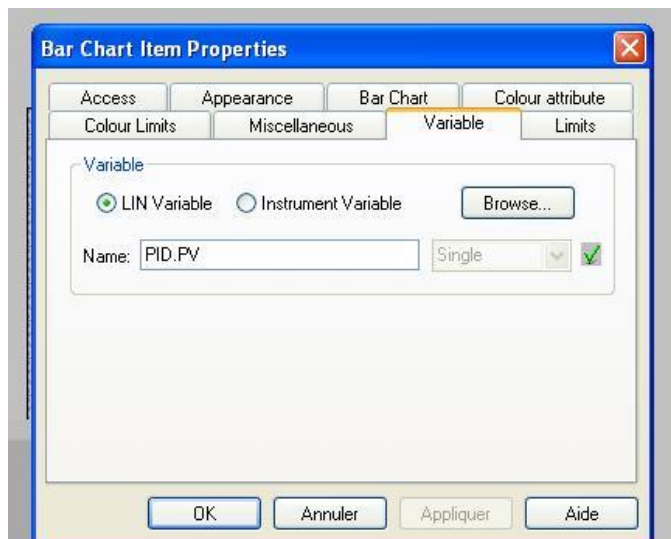 Bar Chart Item Properties
Access Appearance Bar Chart Colour attribute
Colour Limits Miscellaneous Variable Limits
Variable
LIN Variable Instrument Variable Browse...
Name: PID.PV Single
OK Annuler Appliquer Aide